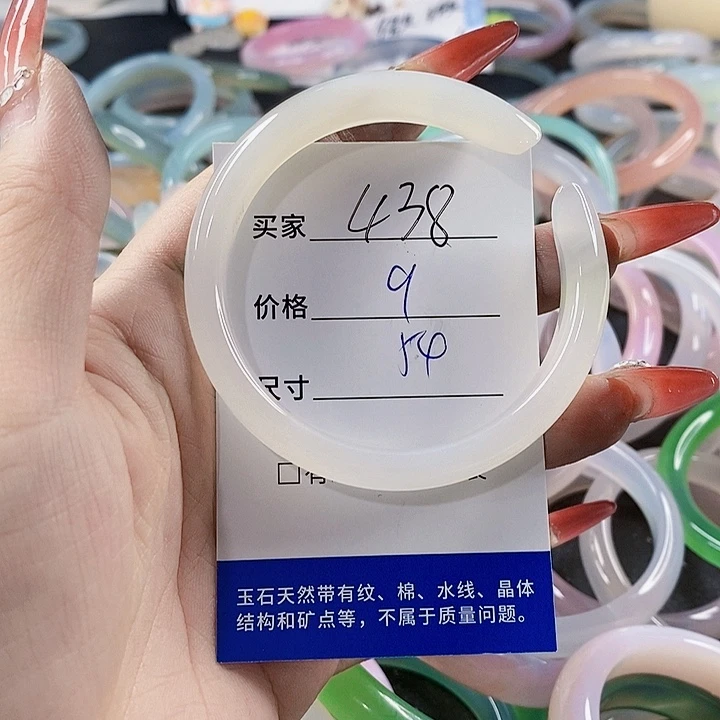 买家 438
价格 9
尺寸 54
□有
玉石天然带有纹、棉、水线、晶体
结构和矿点等，不属于质量问题。